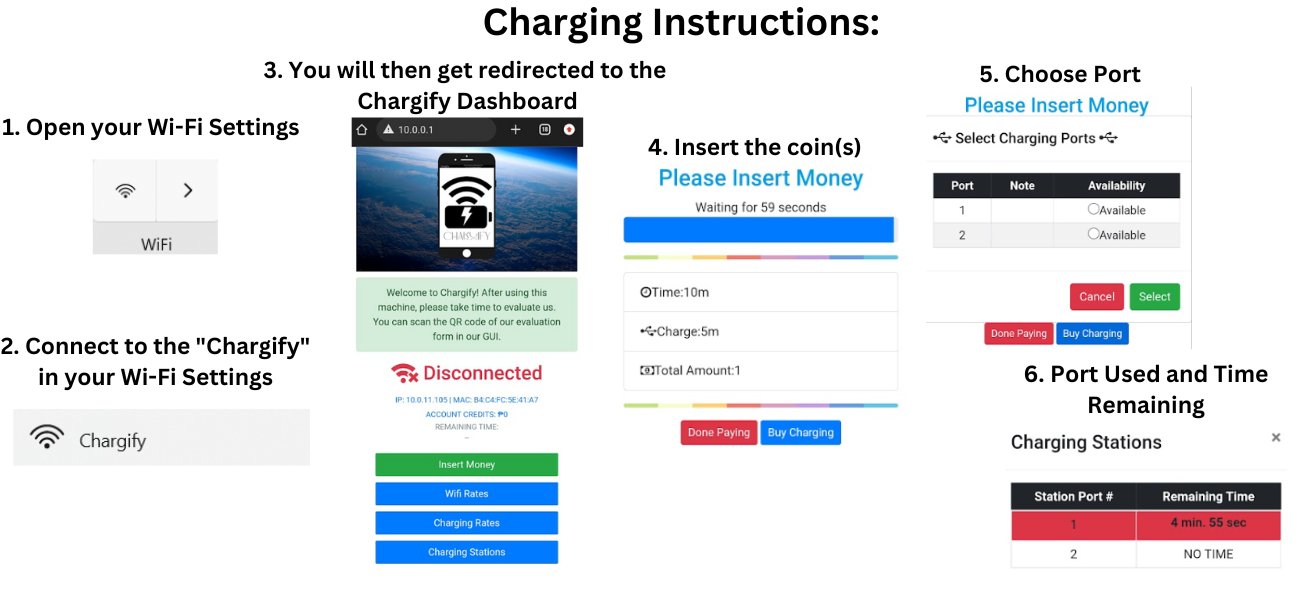 Charging Instructions:
1. Open your Wi-Fi Settings
WiFi
2. Connect to the "Chargify"
in your Wi-Fi Settings
Chargify
3. You will then get redirected to the
Chargify Dashboard
10.0.0.1
18
CHARGIFY
Welcome to Chargify! After using this
machine, please take time to evaluate us.
You can scan the QR code of our evaluation
form in our GUI.
Disconnected
IP: 10.0.11.105 | MAC: B4:C4:FC:5E:41:A7
ACCOUNT CREDITS: ₱0
REMAINING TIME:
--
Insert Money
Wifi Rates
Charging Rates
Charging Stations
4. Insert the coin(s)
Please Insert Money
Waiting for 59 seconds
Time:10m
Charge:5m
Total Amount:1
Done Paying Buy Charging
5. Choose Port
Please Insert Money
Select Charging Ports
Port Note Availability
1 Available
2 Available
Cancel Select
Done Paying Buy Charging
6. Port Used and Time
Remaining
Charging Stations ×
Station Port # Remaining Time
1 4 min. 55 sec
2 NO TIME